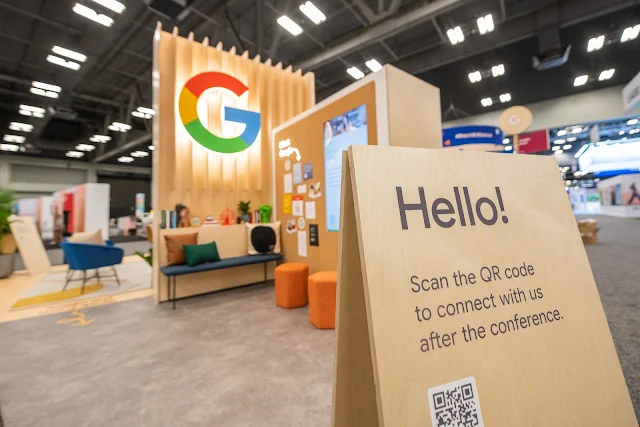 G
Hello!
Scan the QR code
to connect with us
after the conference.